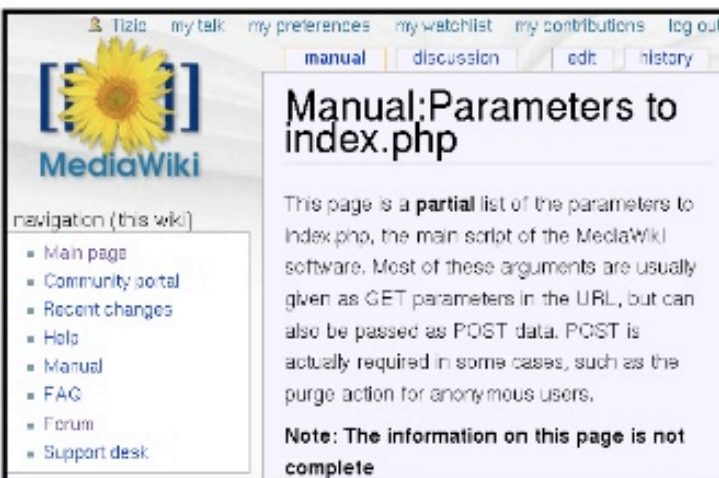 Tizio my talk my preferences my watchlist my contributions log out
manual discussion edit history
[[ ]]
MediaWiki
navigation (this wiki)
Main page
Community portal
Recent changes
Help
Manual
FAQ
Forum
Support desk
Manual:Parameters to
index.php
This page is a partial list of the parameters to
index.php, the main script of the MediaWiki
software. Most of these arguments are usually
given as GET parameters in the URL, but can
also be passed as POST data. POST is
actually required in some cases, such as the
purge action for anonymous users.
Note: The information on this page is not
complete